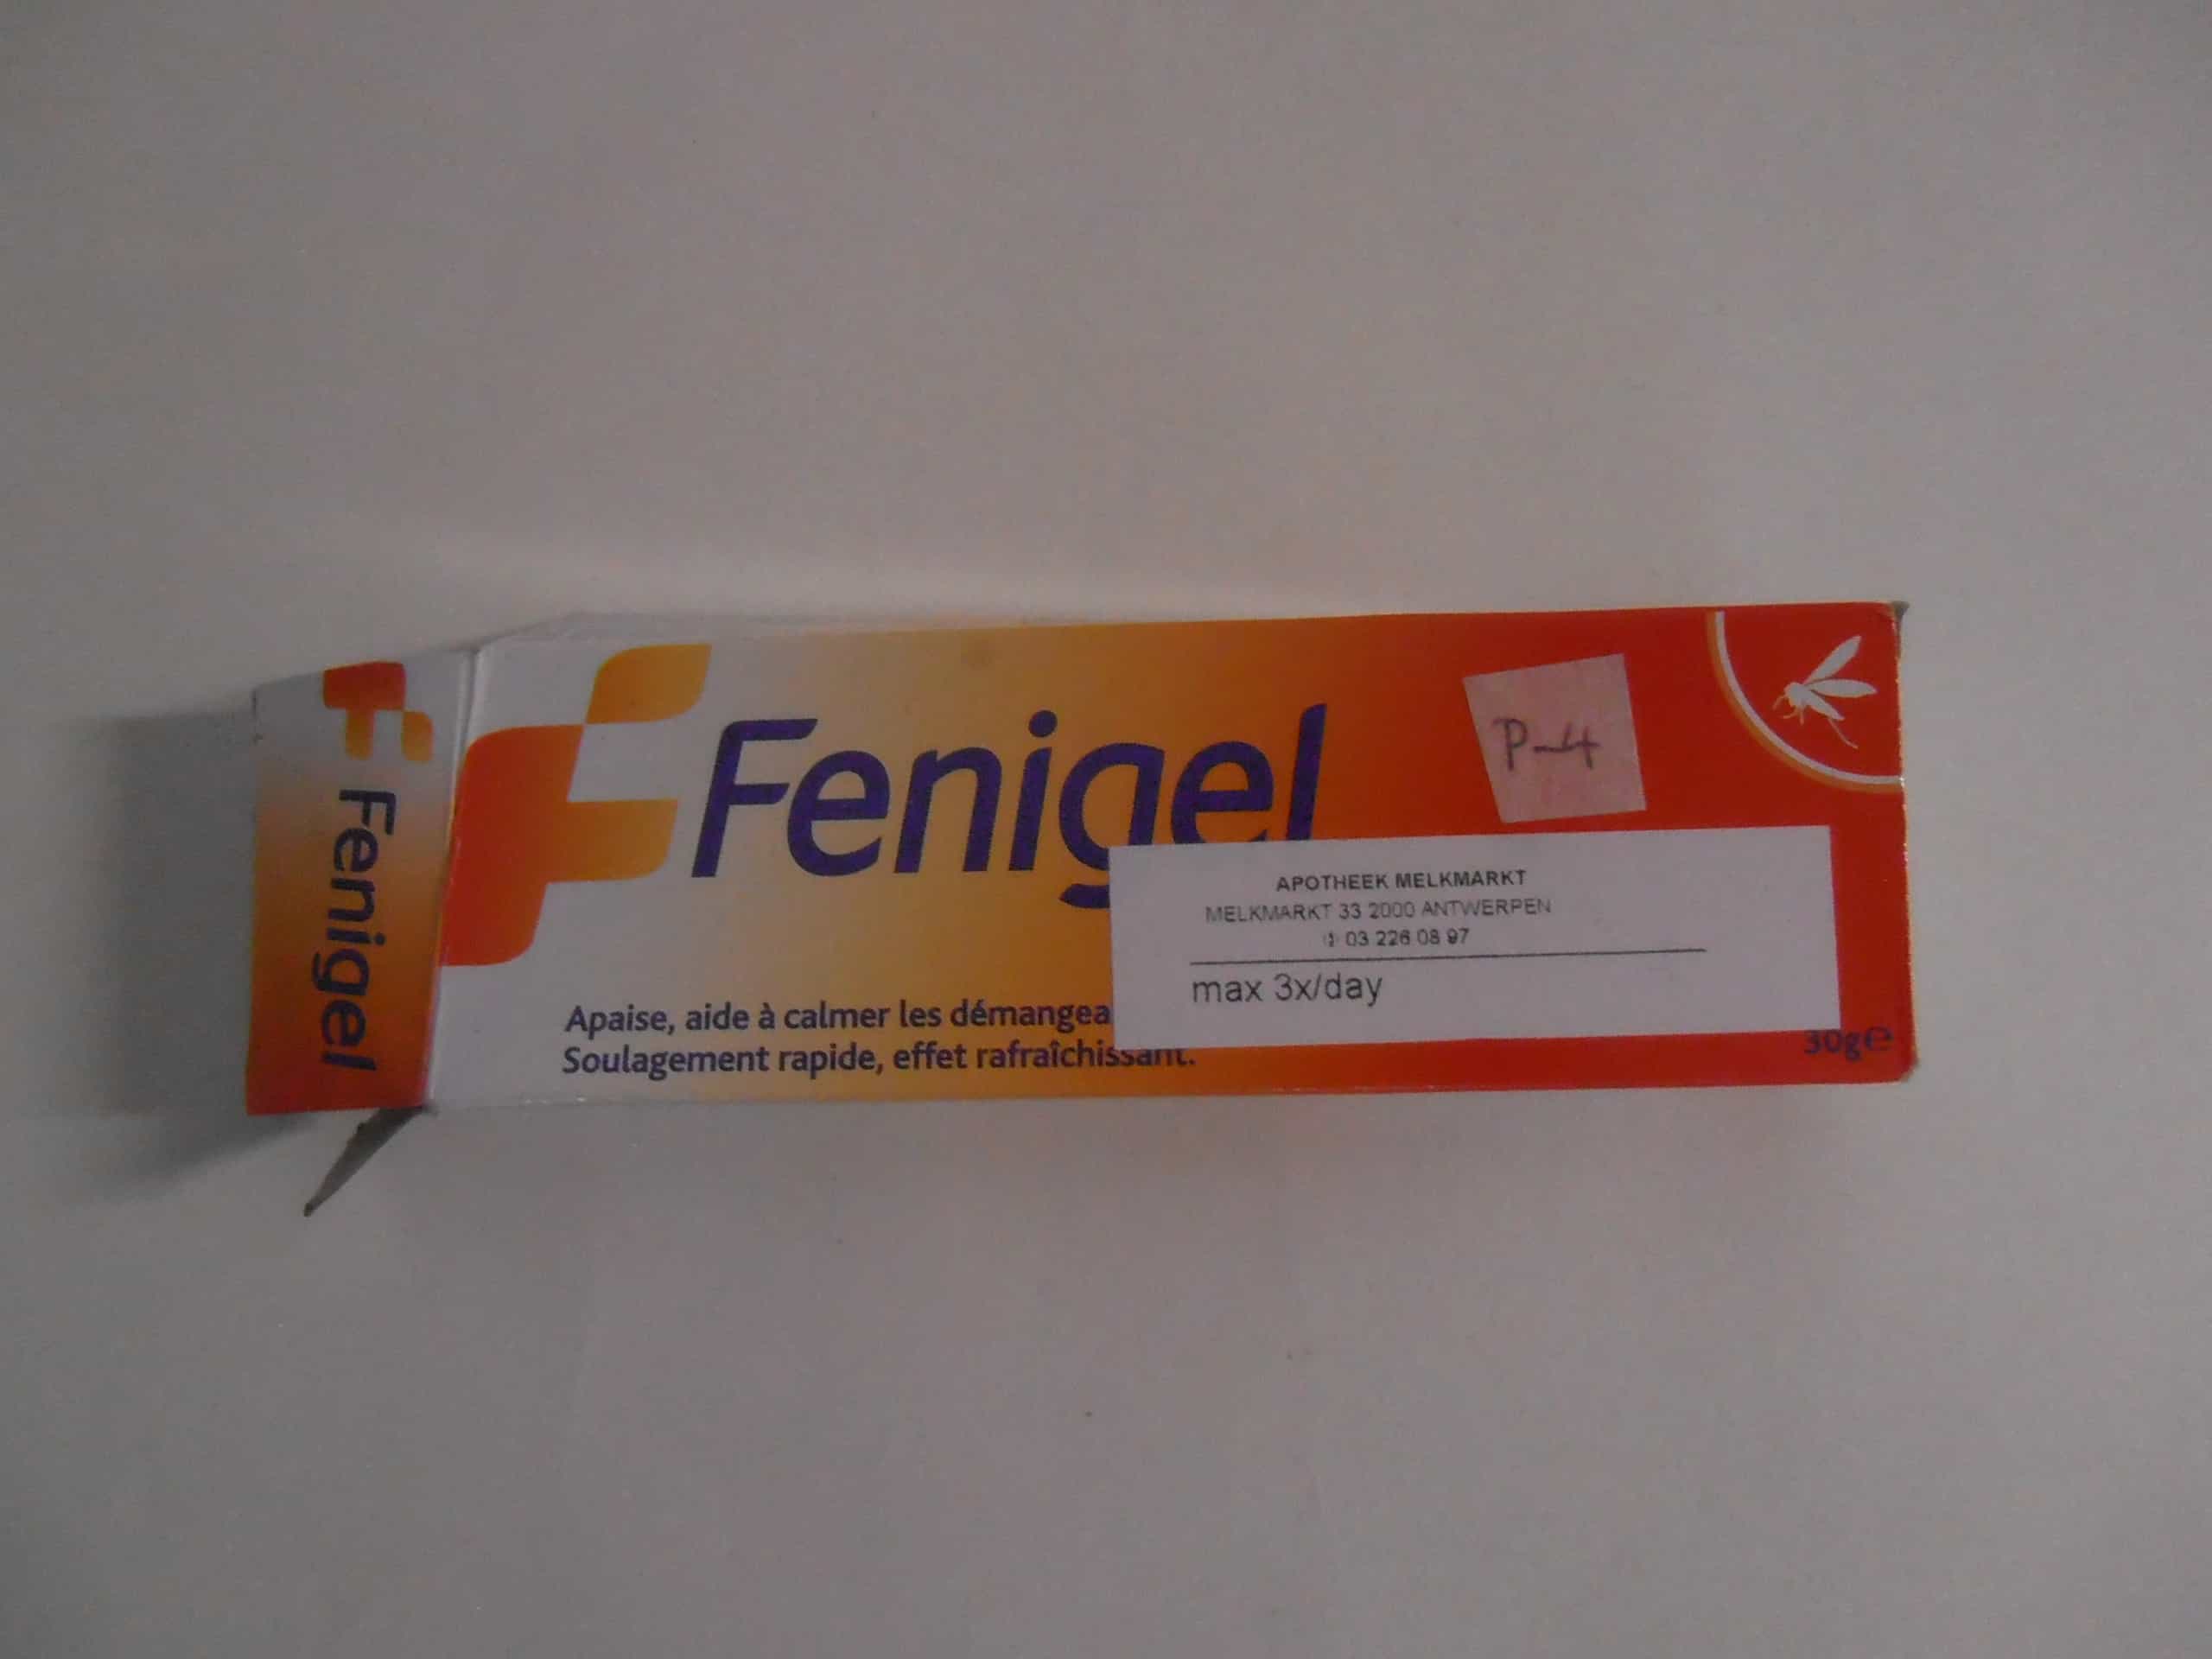 Fenigel
Fenigel
P-4
APOTHEEK MELKMARKT
MELKMARKT 33 2000 ANTWERPEN
03 226 08 97
max 3x/day
Apaise, aide à calmer les démangea
Soulagement rapide, effet rafraîchissant.
30g℮